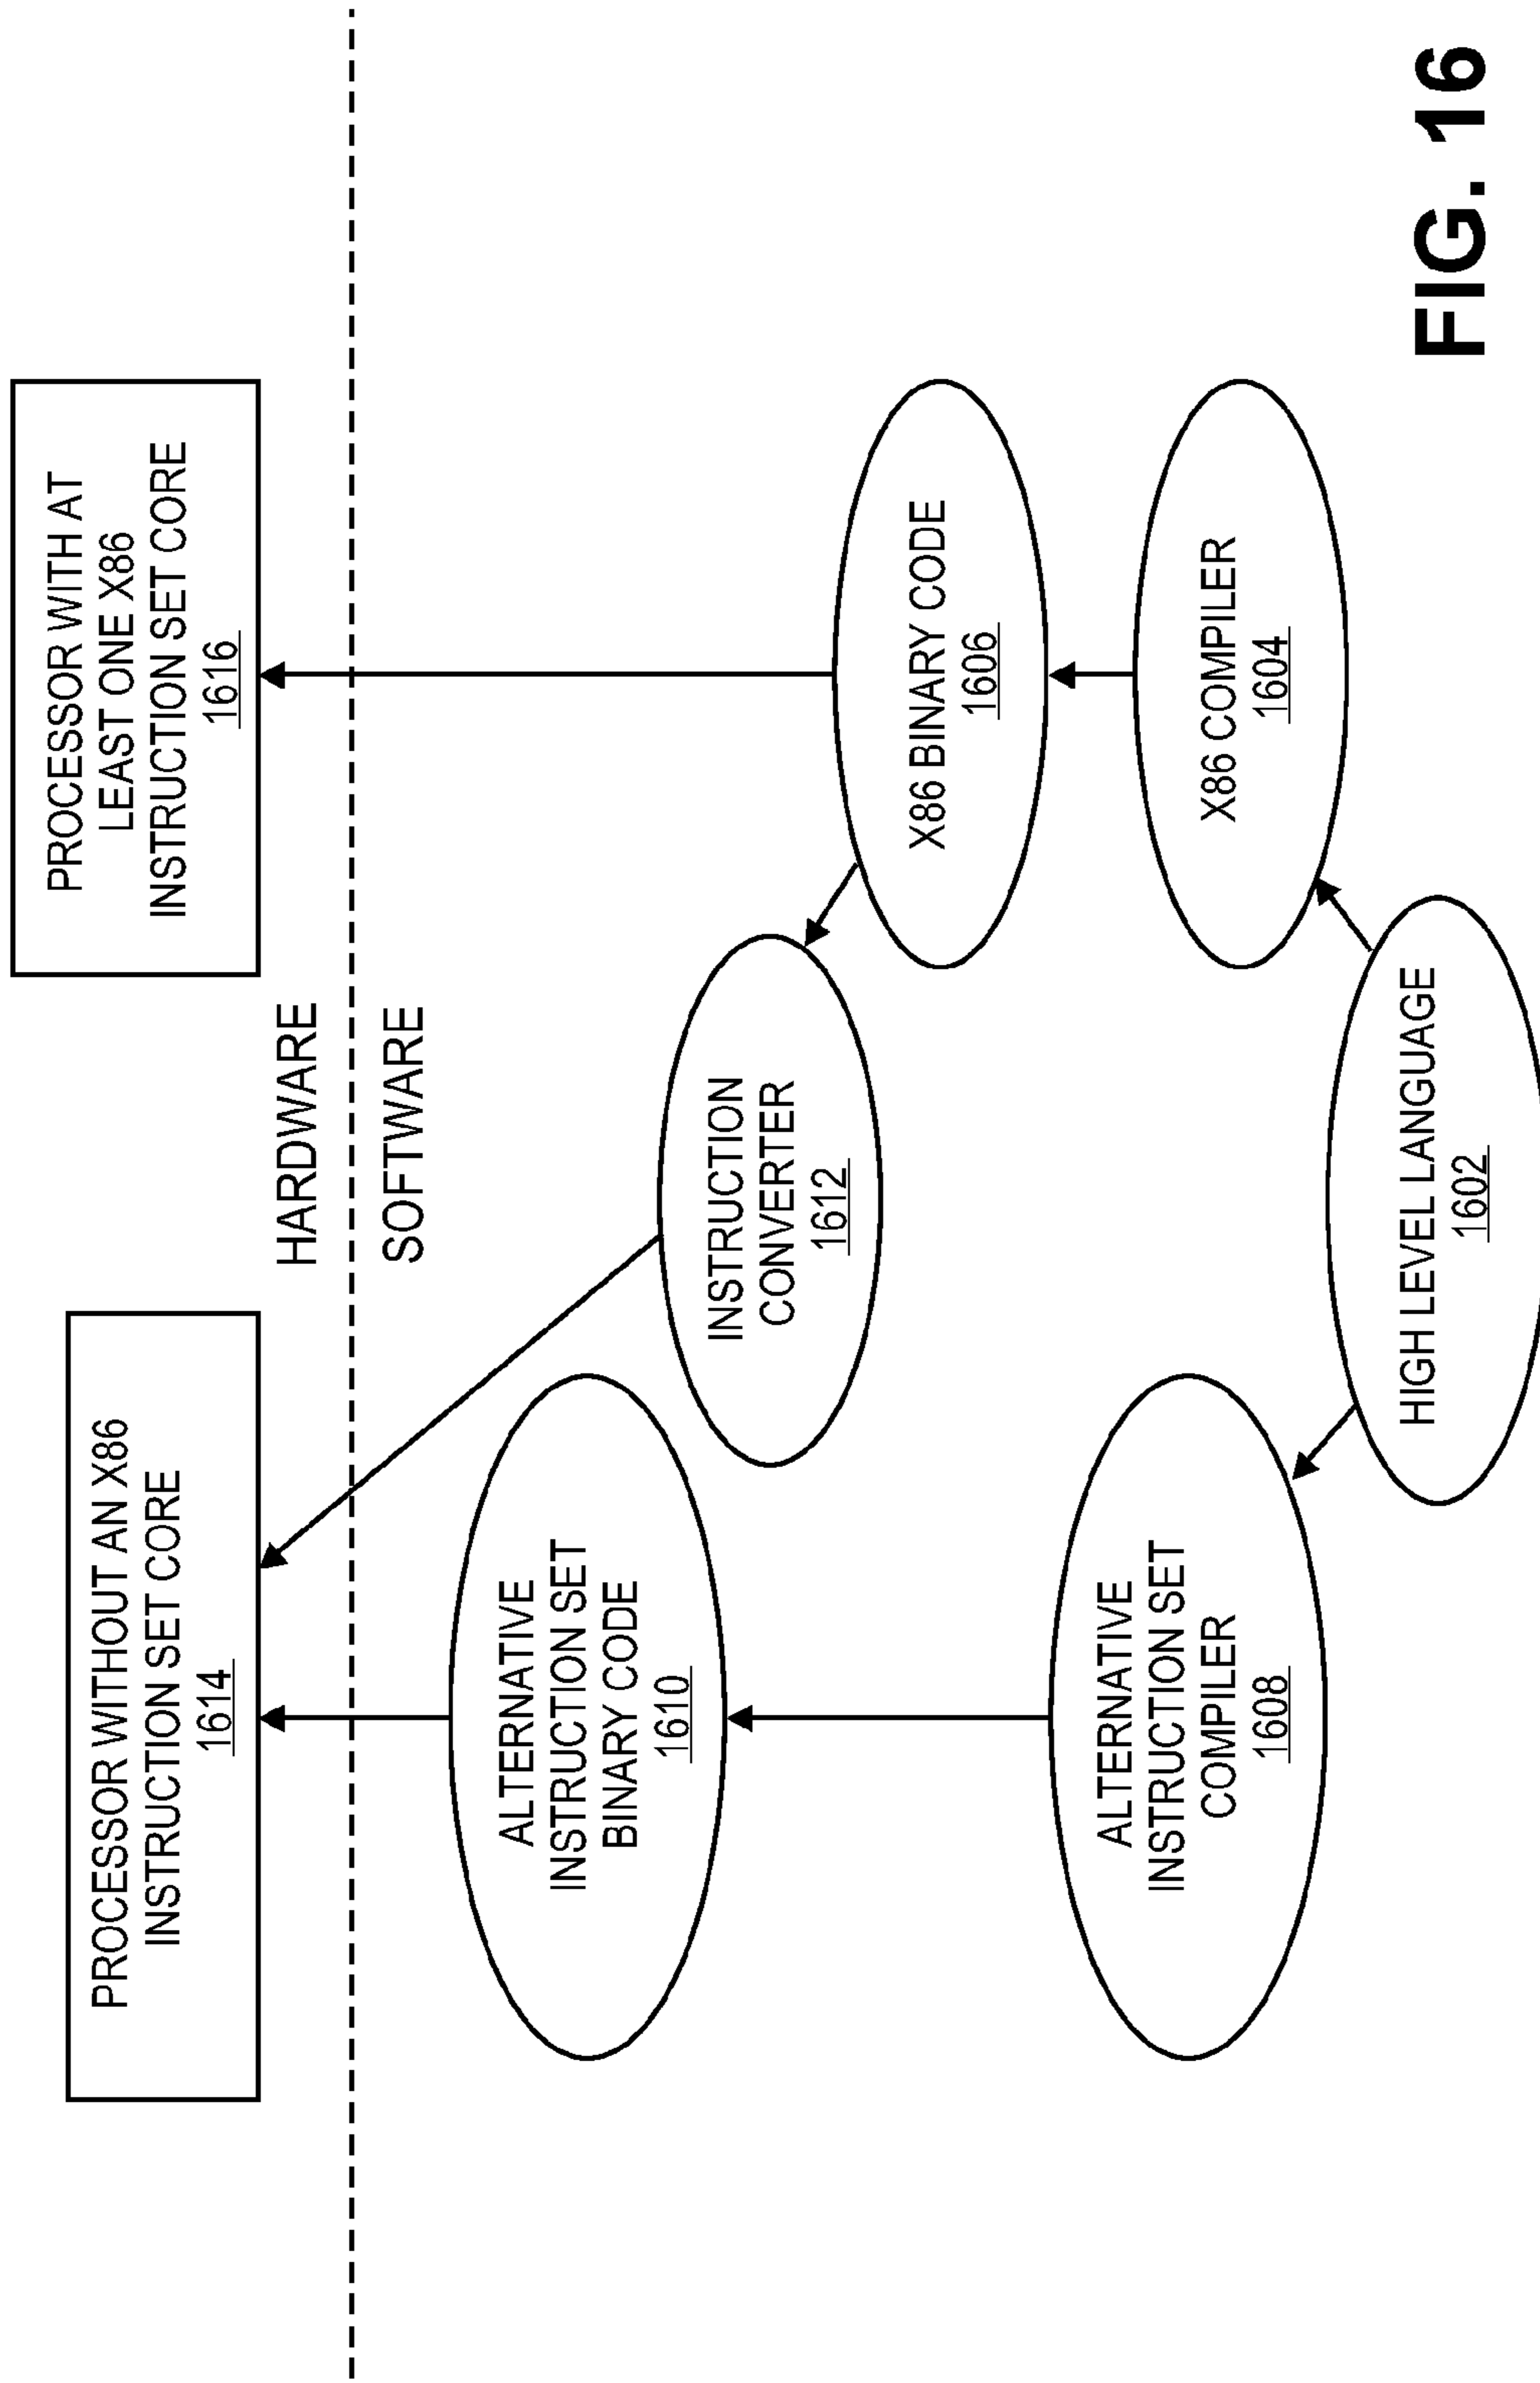 PROCESSOR WITHOUT AN X86
INSTRUCTION SET CORE
1614
PROCESSOR WITH AT
LEAST ONE X86
INSTRUCTION SET CORE
1616
HARDWARE
SOFTWARE
ALTERNATIVE
INSTRUCTION SET
BINARY CODE
1610
INSTRUCTION
CONVERTER
1612
X86 BINARY CODE
1606
ALTERNATIVE
INSTRUCTION SET
COMPILER
1608
X86 COMPILER
1604
HIGH LEVEL LANGUAGE
1602
FIG. 16